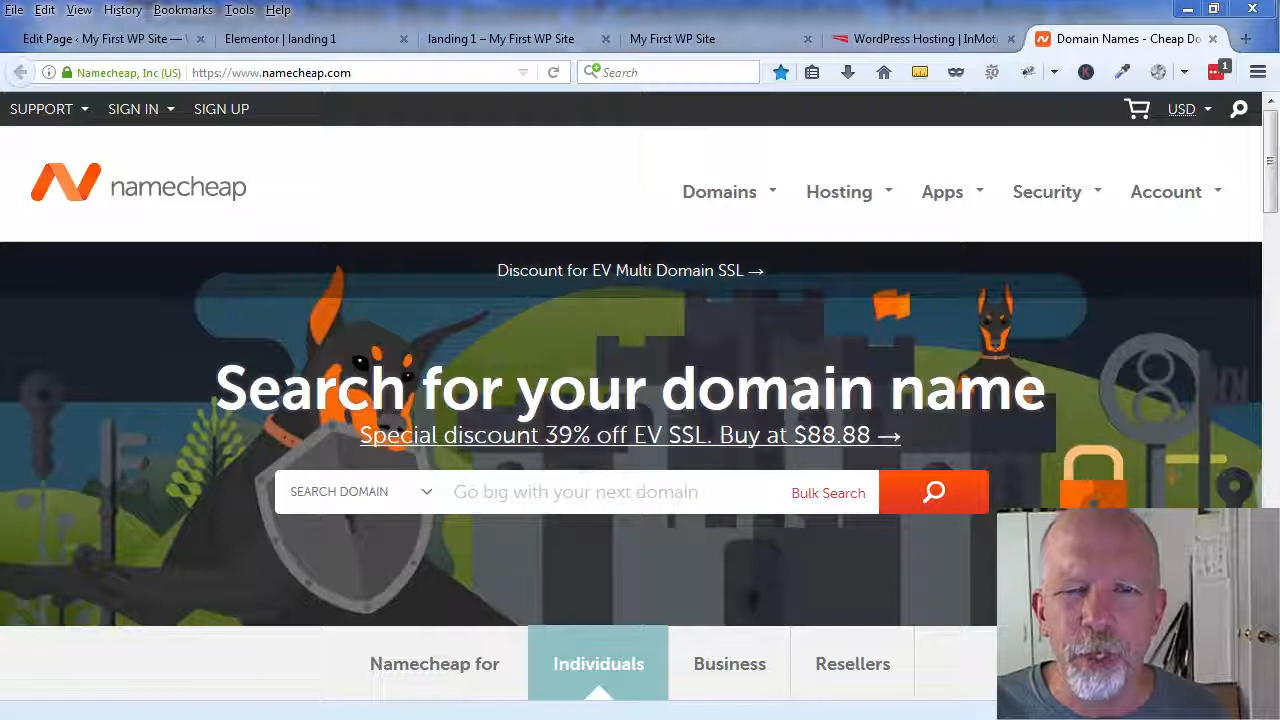 File Edit View History Bookmarks Tools Help
Edit Page ‹ My First WP Site —
Elementor | landing 1
landing 1 – My First WP Site
My First WP Site
WordPress Hosting | InMoti
Domain Names - Cheap Do
Namecheap, Inc (US)
https://www.namecheap.com
Search
1
SUPPORT SIGN IN SIGN UP
USD
namecheap
Domains Hosting Apps Security Account
Discount for EV Multi Domain SSL →
Search for your domain name
Special discount 39% off EV SSL. Buy at $88.88 →
SEARCH DOMAIN Go big with your next domain Bulk Search
Namecheap for Individuals Business Resellers